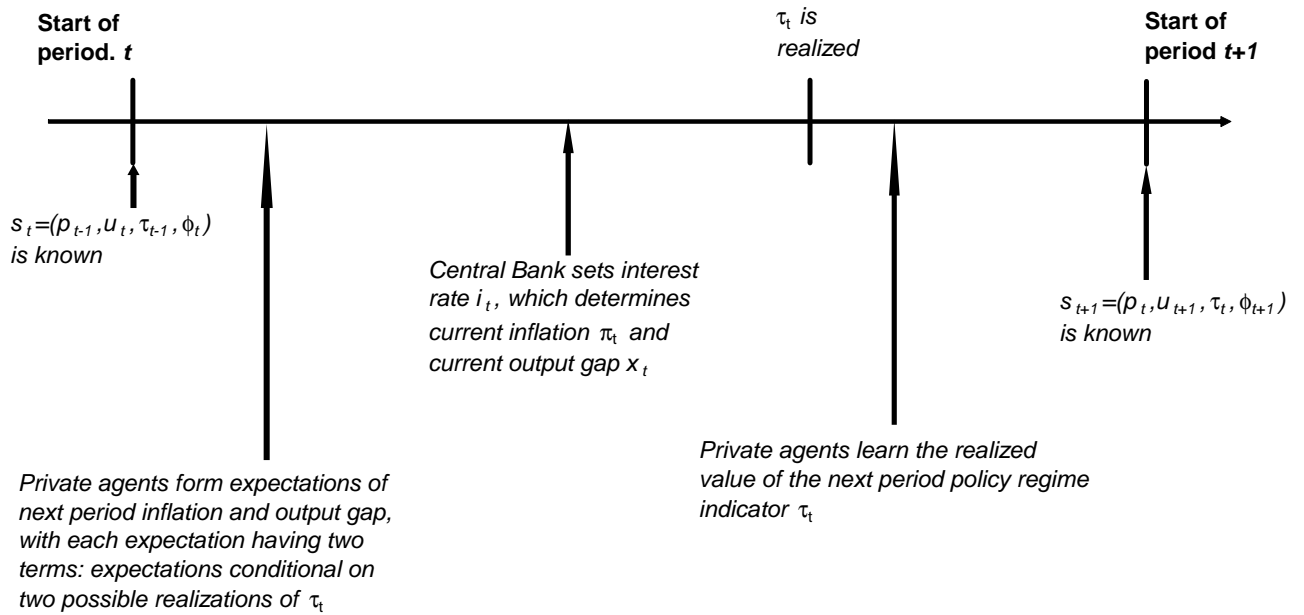 Start of
period. t
τt is
realized
Start of
period t+1
st=(pt-1,ut,τt-1,ϕt)
is known
Central Bank sets interest
rate it, which determines
current inflation πt and
current output gap xt
st+1=(pt,ut+1,τt,ϕt+1)
is known
Private agents form expectations of
next period inflation and output gap,
with each expectation having two
terms: expectations conditional on
two possible realizations of τt
Private agents learn the realized
value of the next period policy regime
indicator τt